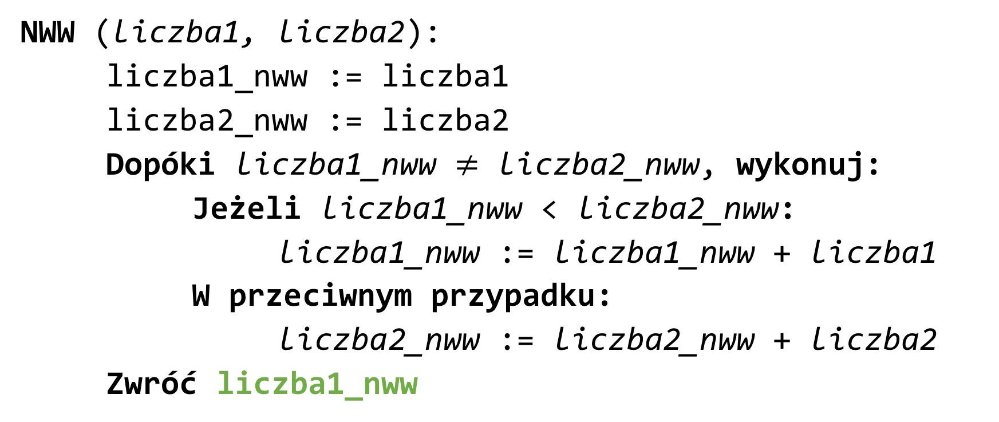 NWW (liczba1, liczba2):
liczba1_nww := liczba1
liczba2_nww := liczba2
Dopóki liczba1_nww ≠ liczba2_nww, wykonuj:
Jeżeli liczba1_nww < liczba2_nww:
liczba1_nww := liczba1_nww + liczba1
W przeciwnym przypadku:
liczba2_nww := liczba2_nww + liczba2
Zwróć liczba1_nww